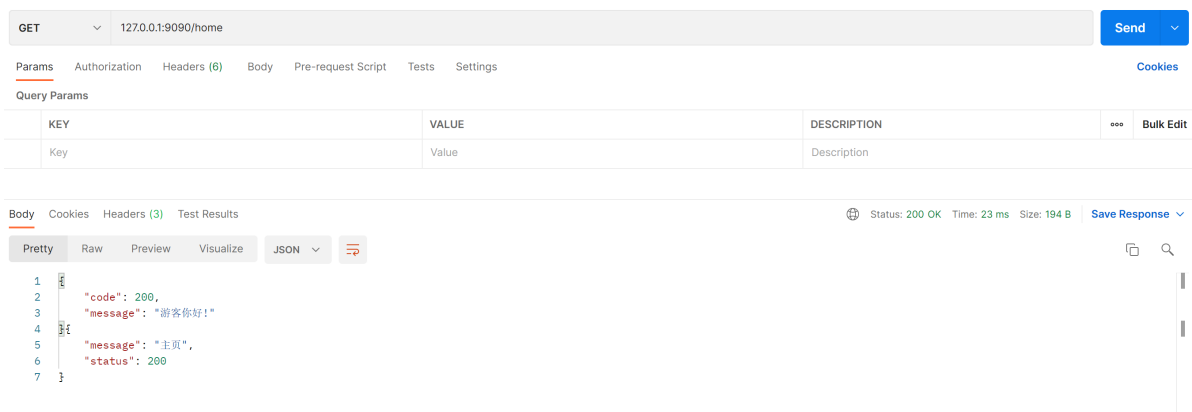 GET 127.0.0.1:9090/home Send
Params Authorization Headers (6) Body Pre-request Script Tests Settings Cookies
Query Params
KEY VALUE DESCRIPTION ooo Bulk Edit
Key Value Description
Body Cookies Headers (3) Test Results Status: 200 OK Time: 23 ms Size: 194 B Save Response
Pretty Raw Preview Visualize JSON
1 {
2 "code": 200,
3 "message": "游客你好!"
4 }{
5 "message": "主页",
6 "status": 200
7 }